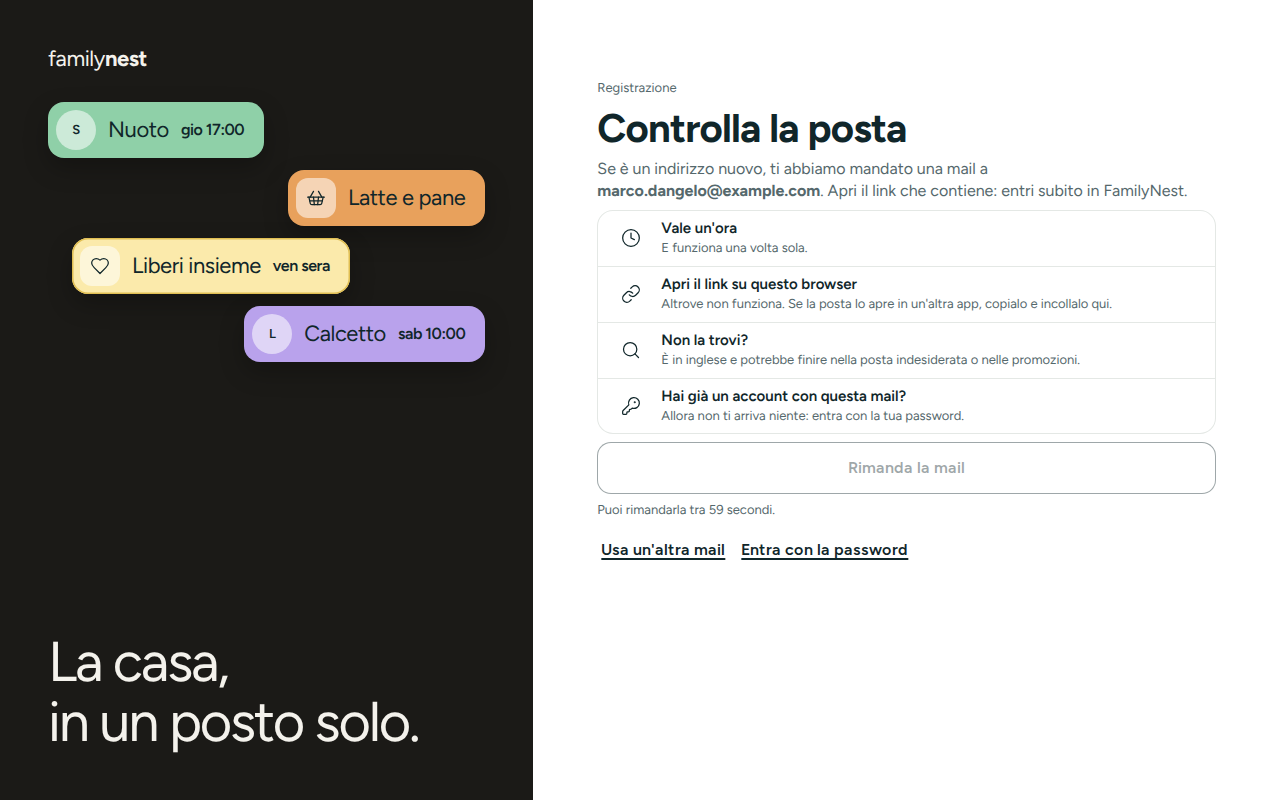 familynest
S Nuoto gio 17:00
Latte e pane
Liberi insieme ven sera
L Calcetto sab 10:00
La casa,
in un posto solo.
Registrazione
Controlla la posta
Se è un indirizzo nuovo, ti abbiamo mandato una mail a
marco.dangelo@example.com. Apri il link che contiene: entri subito in FamilyNest.
Vale un'ora
E funziona una volta sola.
Apri il link su questo browser
Altrove non funziona. Se la posta lo apre in un'altra app, copialo e incollalo qui.
Non la trovi?
È in inglese e potrebbe finire nella posta indesiderata o nelle promozioni.
Hai già un account con questa mail?
Allora non ti arriva niente: entra con la tua password.
Rimanda la mail
Puoi rimandarla tra 59 secondi.
Usa un'altra mail Entra con la password